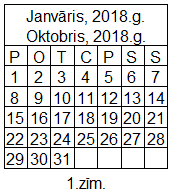 Janvāris, 2018.g.
Oktobris, 2018.g.
P O T C P S S
1 2 3 4 5 6 7
8 9 10 11 12 13 14
15 16 17 18 19 20 21
22 23 24 25 26 27 28
29 30 31
1.zīm.